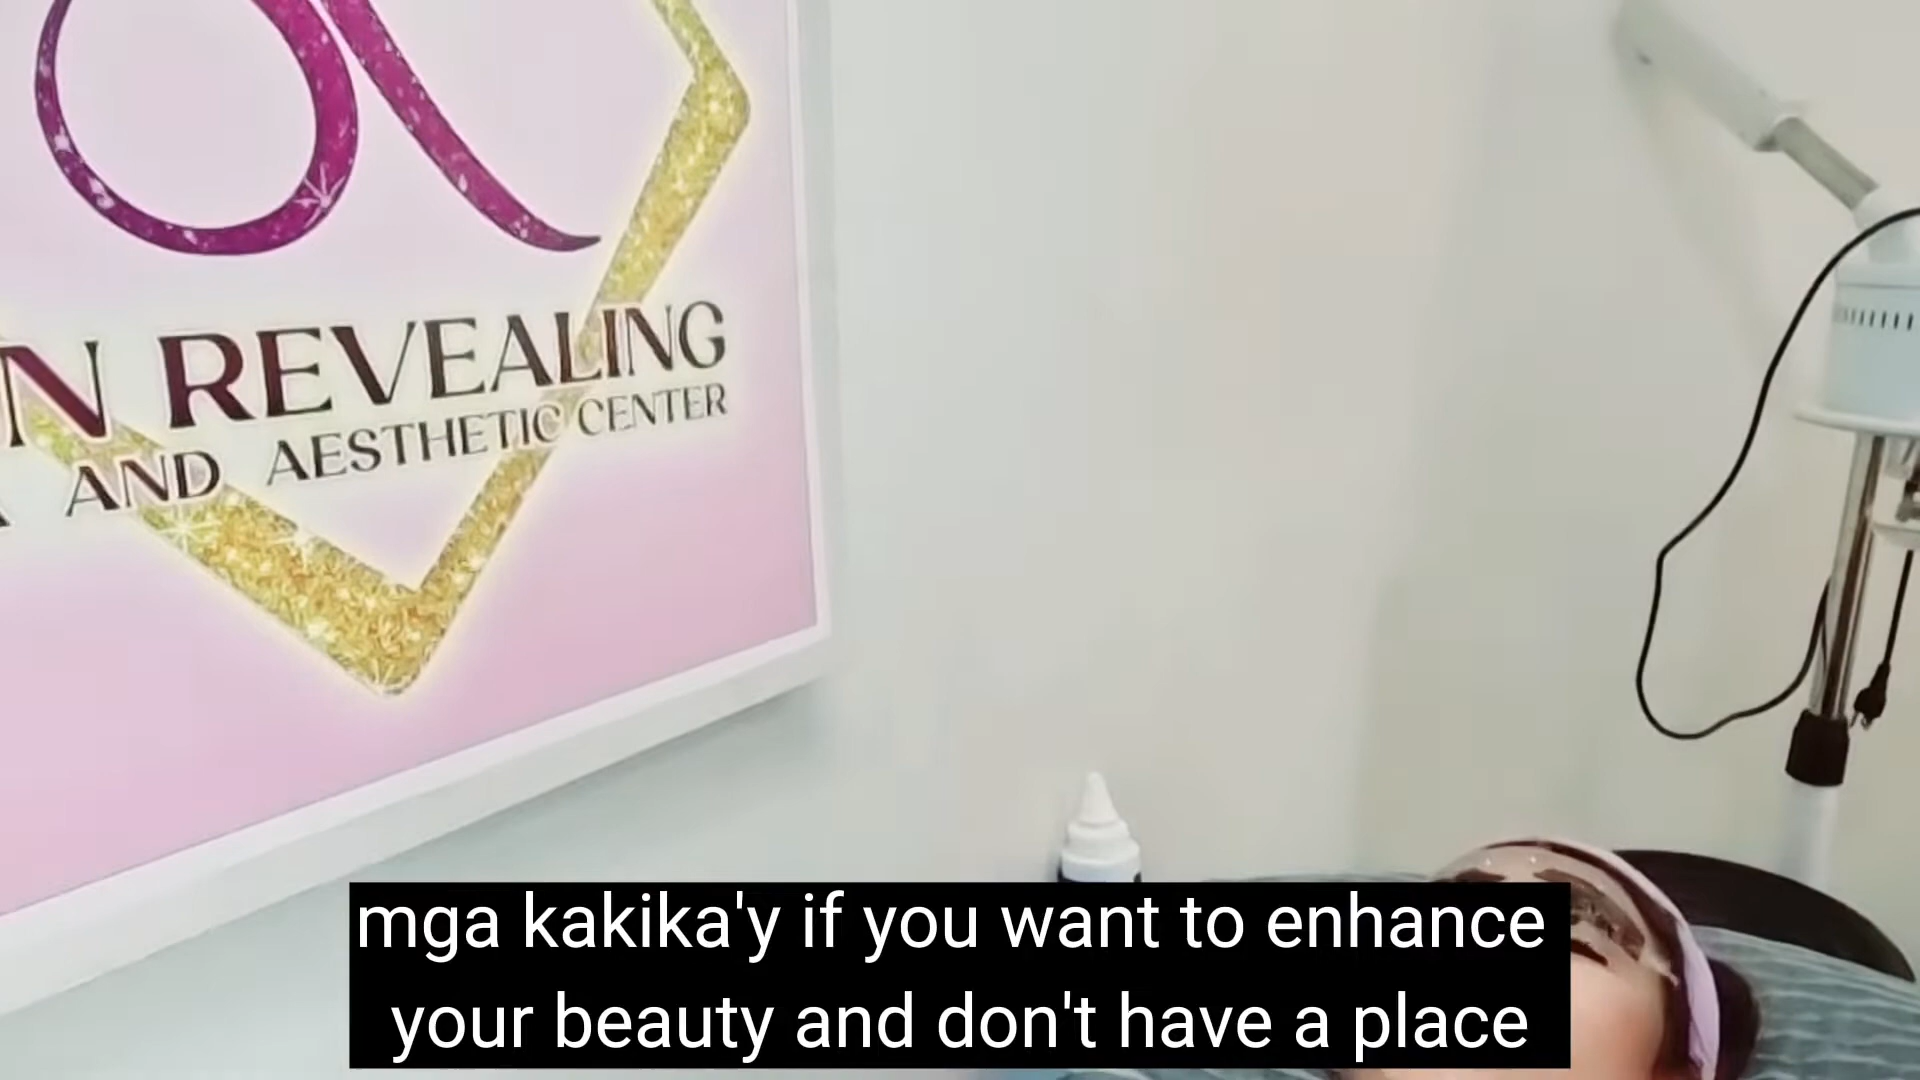 REVEALING
AND AESTHETIC CENTER
mga kakika'y if you want to enhance
your beauty and don't have a place